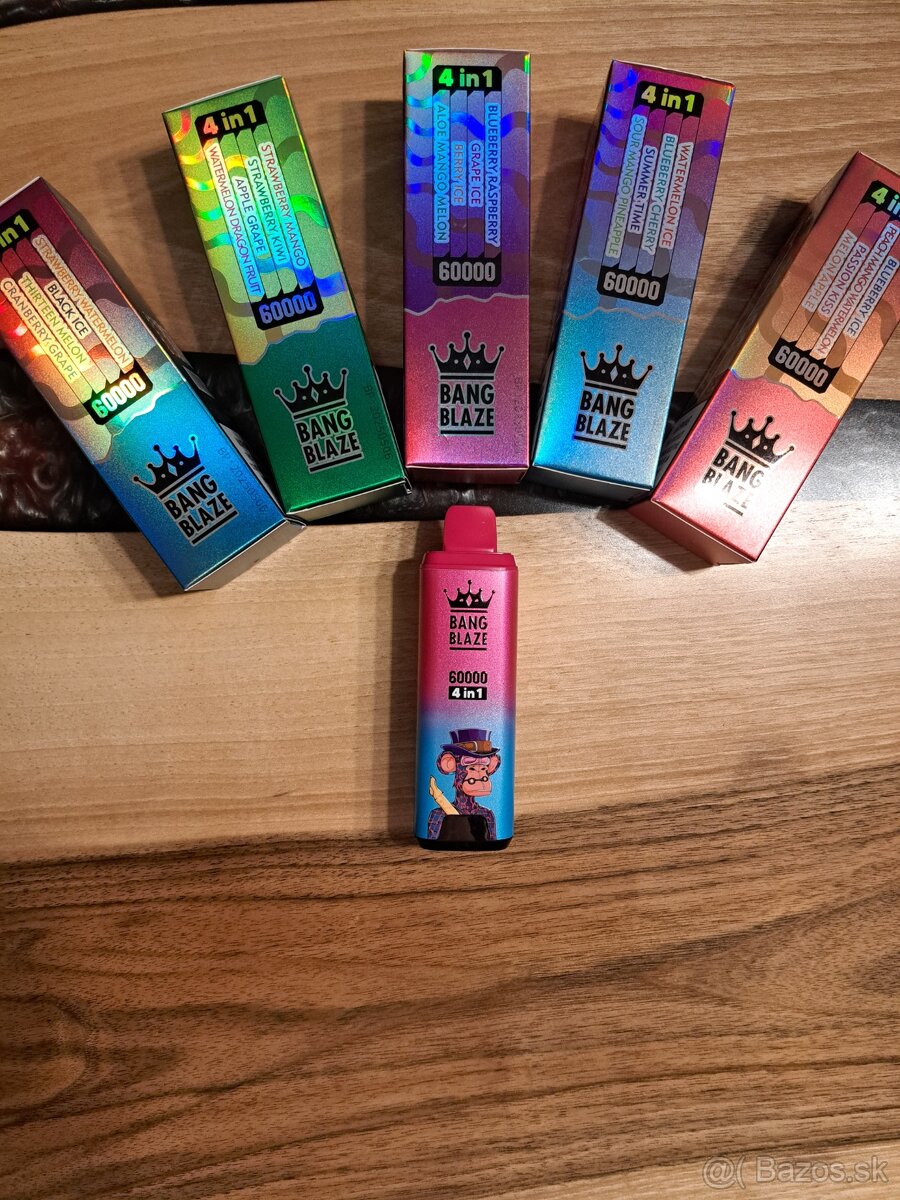 in 1
STRAWBERRY WATERMELON
BLACK ICE
THIRTEEN MELON
CRANBERRY GRAPE
60000
BANG
BLAZE
4 in 1
STRAWBERRY MANGO
STRAWBERRY KIWI
APPLE GRAPE
WATERMELON DRAGON FRUIT
60000
BANG
BLAZE
4 in 1
BLUEBERRY RASPBERRY
GRAPE ICE
BERRY ICE
ALOE MANGO MELON
60000
BANG
BLAZE
4 in 1
WATERMELON ICE
BLUEBERRY CHERRY
SUMMER TIME
SOUR MANGO PINEAPPLE
60000
BANG
BLAZE
4 in
BLUEBERRY ICE
PEACH MANGO WATERMELON
PASSION KISS
MELON APPLE
60000
BANG
BLAZE
BANG
BLAZE
60000
4 in 1
@( Bazos.sk